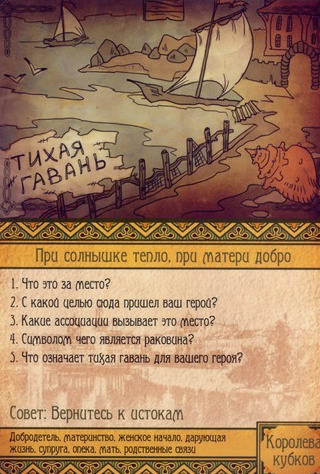 ТИХАЯ
ГАВАНЬ
При солнышке тепло, при матери добро
1. Что это за место?
2. С какой целью сюда пришел ваш герой?
3. Какие ассоциации вызывает это место?
4. Символом чего является раковина?
5. Что означает тихая гавань для вашего героя?
Совет: Вернитесь к истокам
Добродетель, материнство, женское начало, дарующая
жизнь, супруга, опека, мать, родственные связи
Королева
кубков